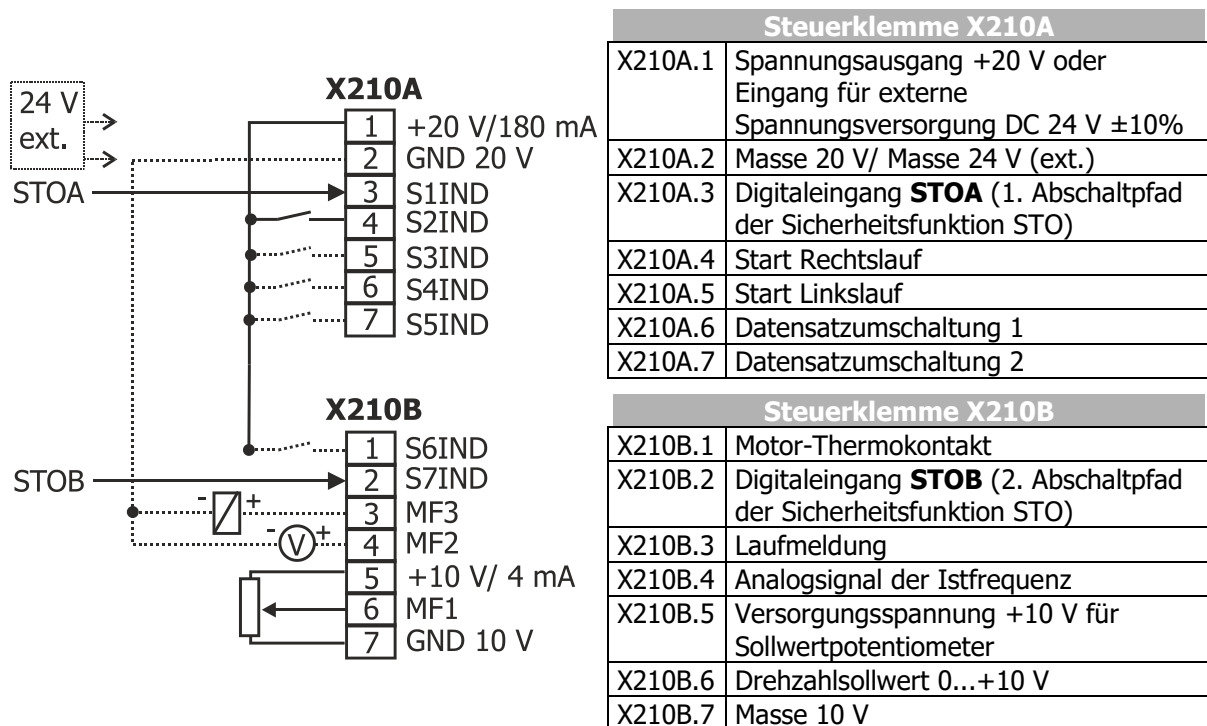 24 V
ext.
STOA
X210A
1 +20 V/180 mA
2 GND 20 V
3 S1IND
4 S2IND
5 S3IND
6 S4IND
7 S5IND
X210B
STOB
1 S6IND
2 S7IND
- + 3 MF3
- V + 4 MF2
5 +10 V/ 4 mA
6 MF1
7 GND 10 V
Steuerklemme X210A
X210A.1 Spannungsausgang +20 V oder
Eingang für externe
Spannungsversorgung DC 24 V ±10%
X210A.2 Masse 20 V/ Masse 24 V (ext.)
X210A.3 Digitaleingang STOA (1. Abschaltpfad
der Sicherheitsfunktion STO)
X210A.4 Start Rechtslauf
X210A.5 Start Linkslauf
X210A.6 Datensatzumschaltung 1
X210A.7 Datensatzumschaltung 2
Steuerklemme X210B
X210B.1 Motor-Thermokontakt
X210B.2 Digitaleingang STOB (2. Abschaltpfad
der Sicherheitsfunktion STO)
X210B.3 Laufmeldung
X210B.4 Analogsignal der Istfrequenz
X210B.5 Versorgungsspannung +10 V für
Sollwertpotentiometer
X210B.6 Drehzahlsollwert 0...+10 V
X210B.7 Masse 10 V